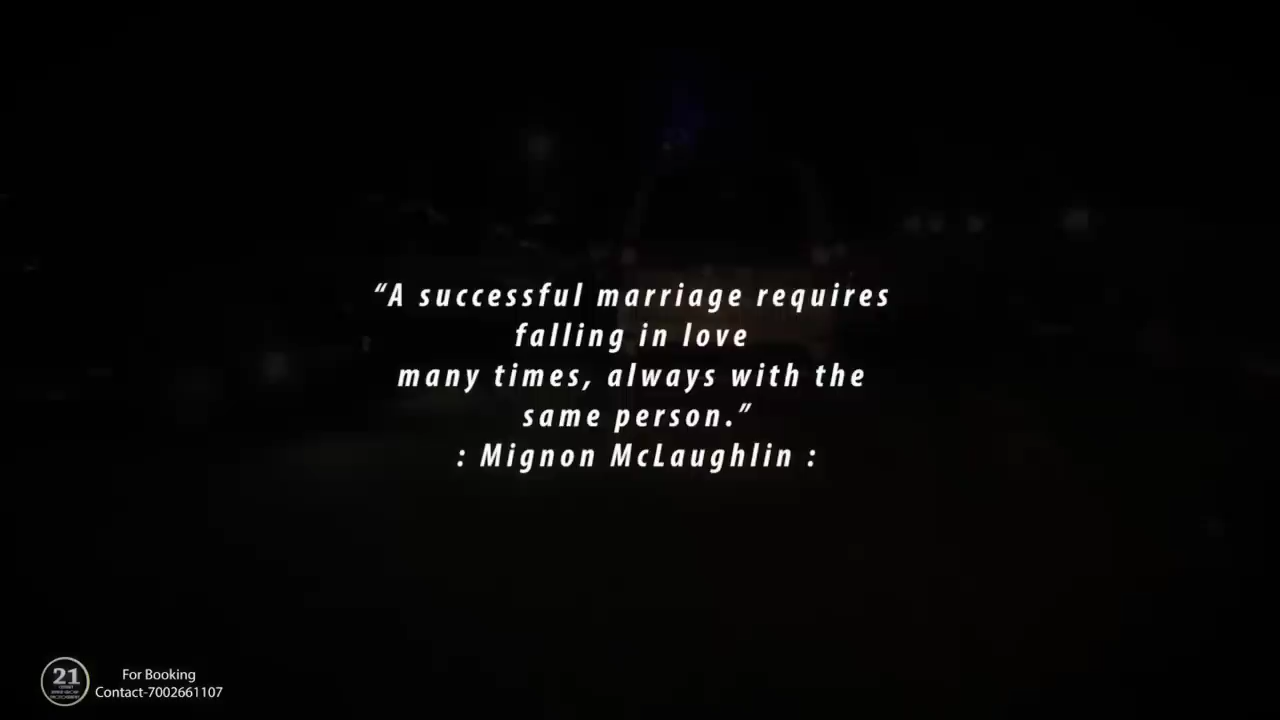 “A successful marriage requires
falling in love
many times, always with the
same person.”
: Mignon McLaughlin :
21
For Booking
Contact-7002661107